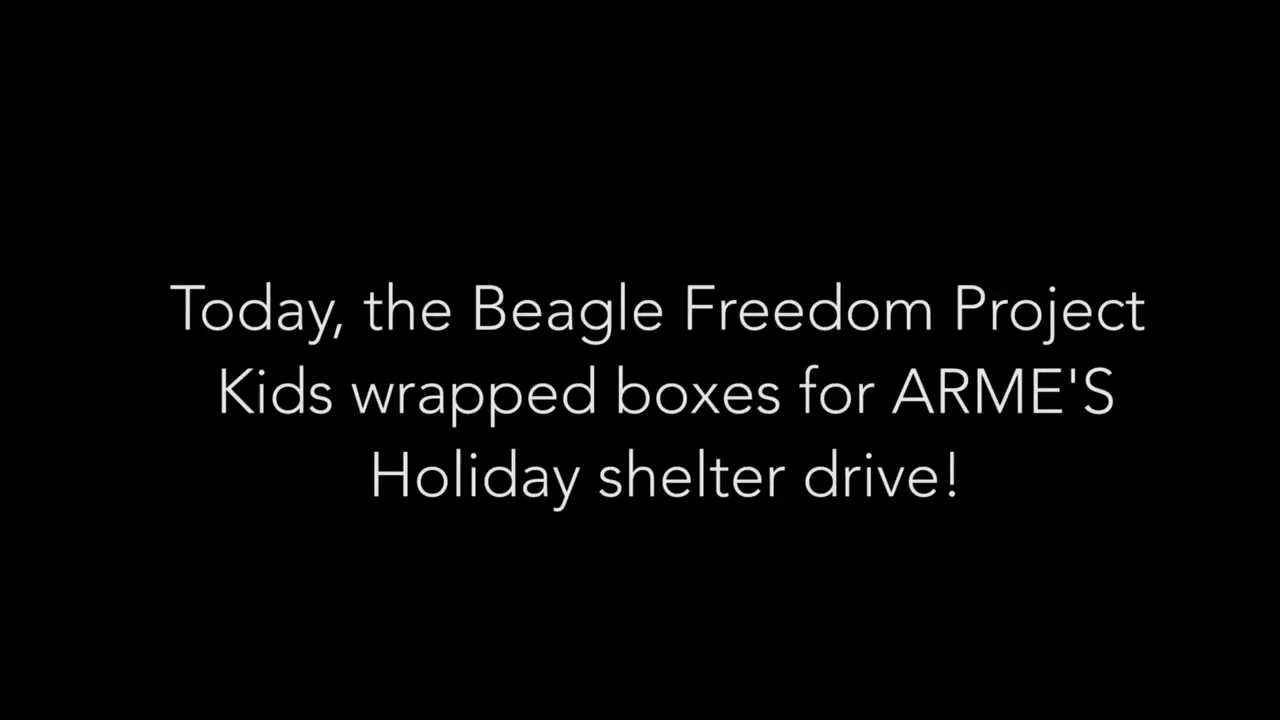 Today, the Beagle Freedom Project
Kids wrapped boxes for ARME'S
Holiday shelter drive!